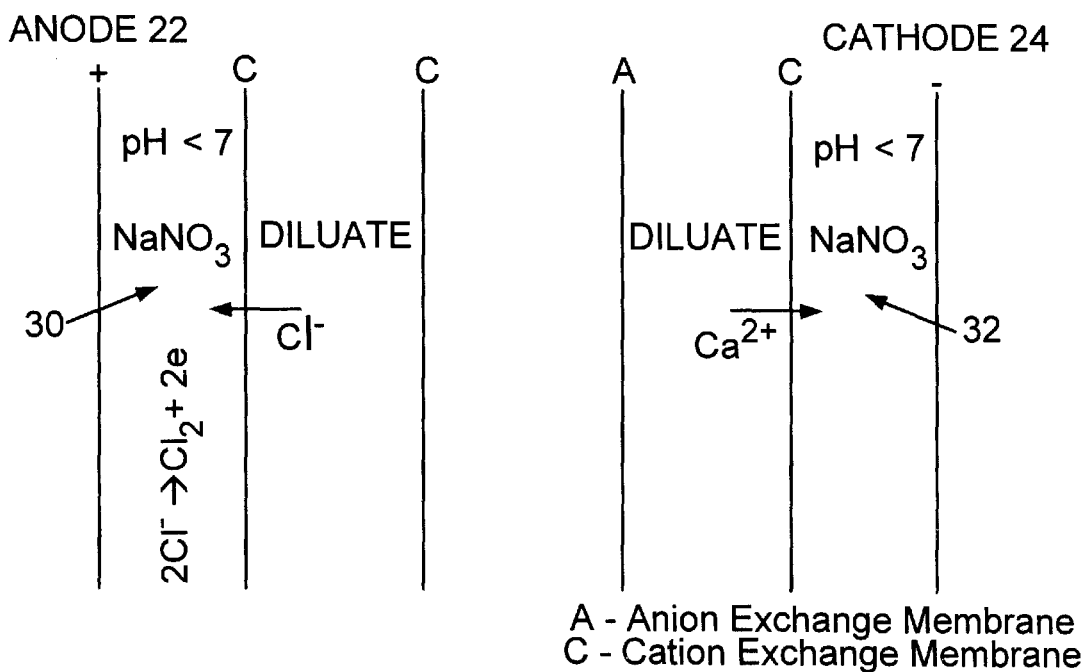 ANODE 22
CATHODE 24
+ C C A C -
pH < 7
pH < 7
NaNO3 DILUATE
DILUATE NaNO3
30
Cl-
Ca2+
32
2Cl- → Cl2 + 2e
A - Anion Exchange Membrane
C - Cation Exchange Membrane